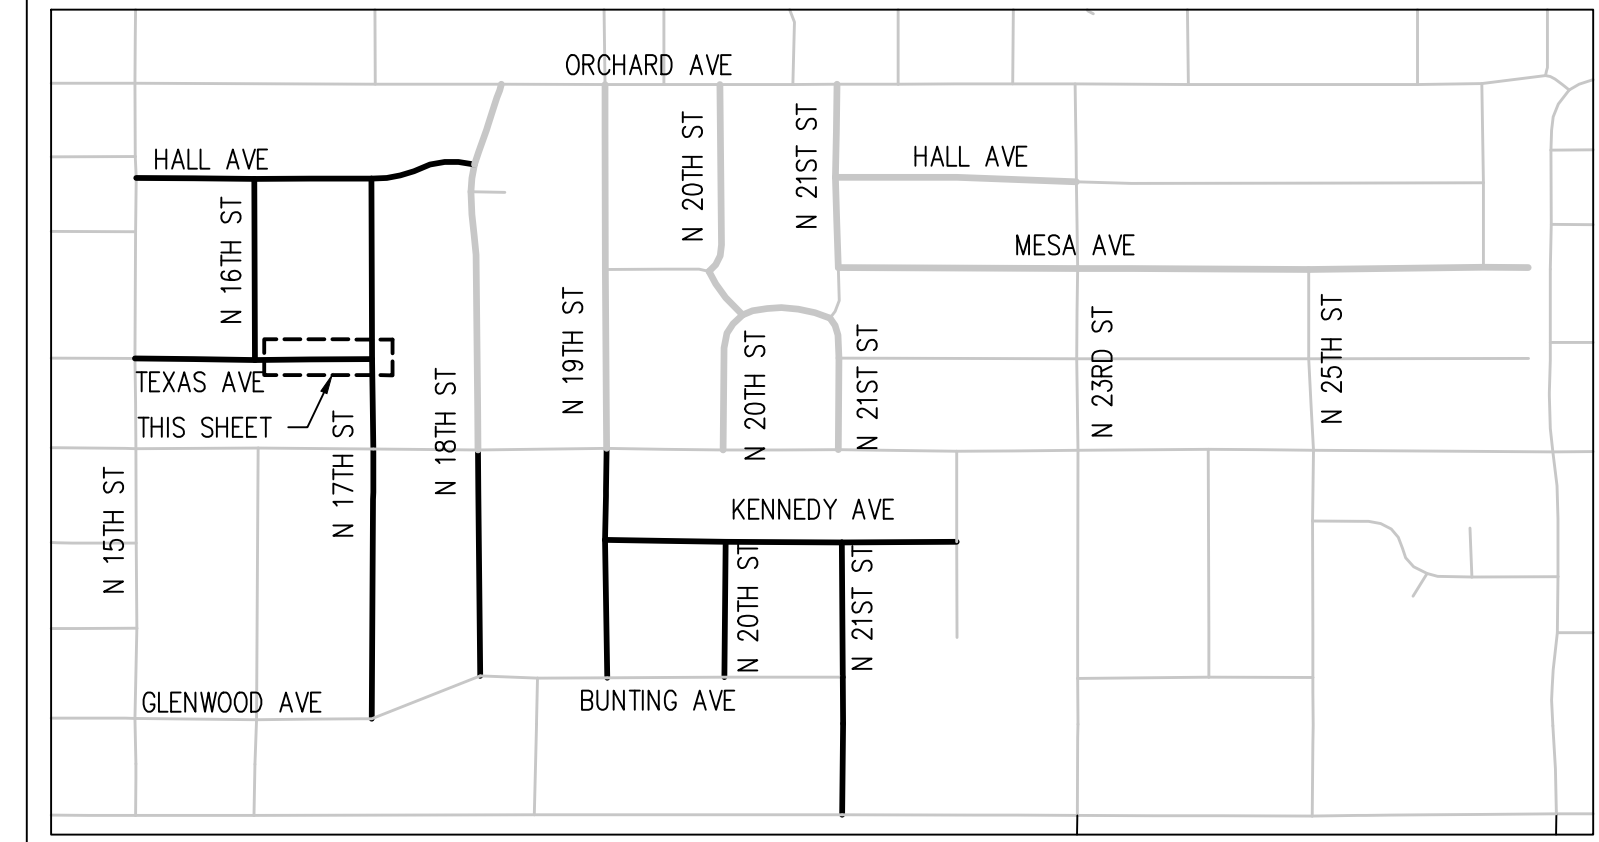 ORCHARD AVE
HALL AVE
N 16TH ST
N 20TH ST
N 21ST ST
HALL AVE
MESA AVE
N 19TH ST
N 23RD ST
N 25TH ST
N 20TH ST
N 21ST ST
TEXAS AVE
THIS SHEET
N 18TH ST
N 17TH ST
N 15TH ST
KENNEDY AVE
N 20TH ST
N 21ST ST
GLENWOOD AVE
BUNTING AVE